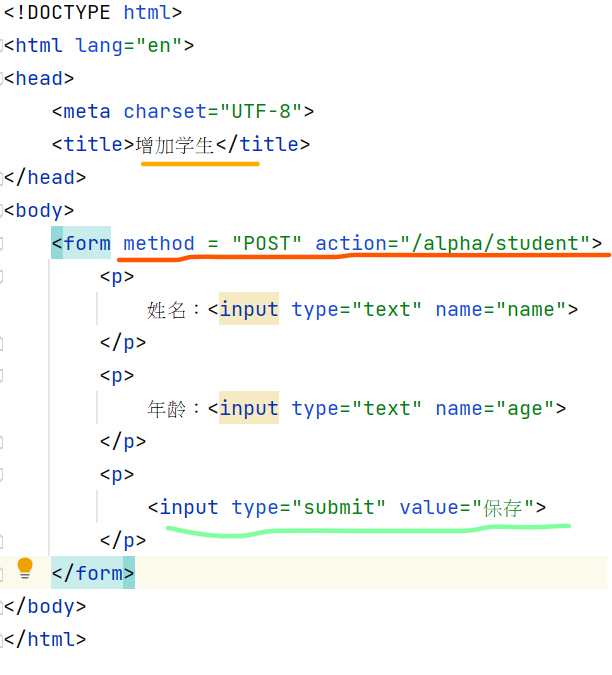 <!DOCTYPE html>
<html lang="en">
<head>
<meta charset="UTF-8">
<title>增加学生</title>
</head>
<body>
<form method = "POST" action="/alpha/student">
<p>
姓名：<input type="text" name="name">
</p>
<p>
年龄：<input type="text" name="age">
</p>
<p>
<input type="submit" value="保存">
</p>
</form>
</body>
</html>